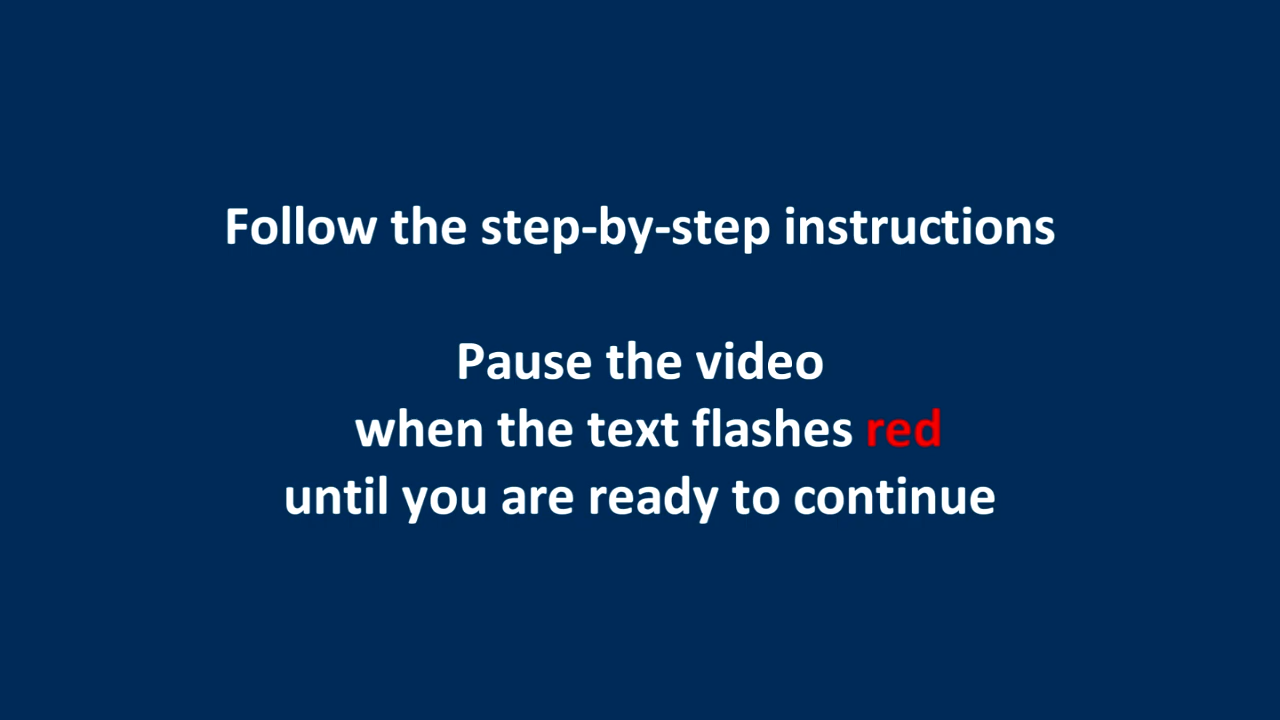 Follow the step-by-step instructions
Pause the video
when the text flashes red
until you are ready to continue